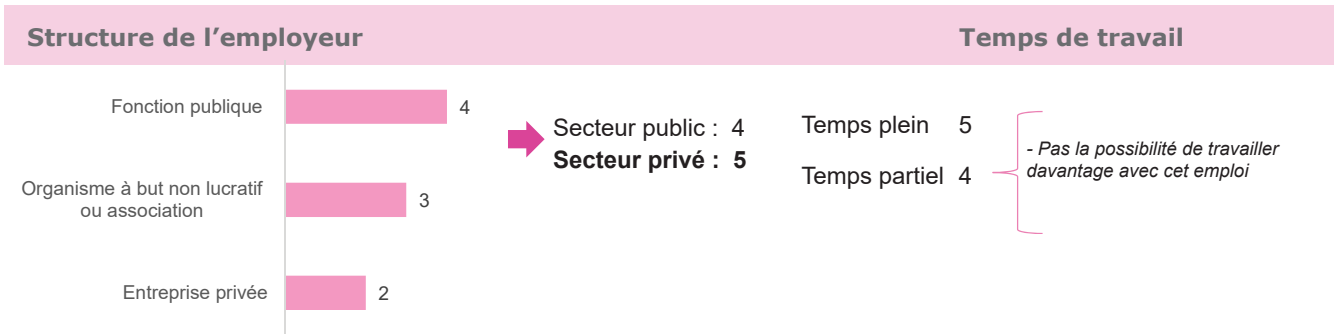 Structure de l’employeur
Temps de travail
Fonction publique
4
Organisme à but non lucratif
ou association
3
Entreprise privée
2
Secteur public : 4
Secteur privé : 5
Temps plein 5
Temps partiel 4
- Pas la possibilité de travailler
davantage avec cet emploi